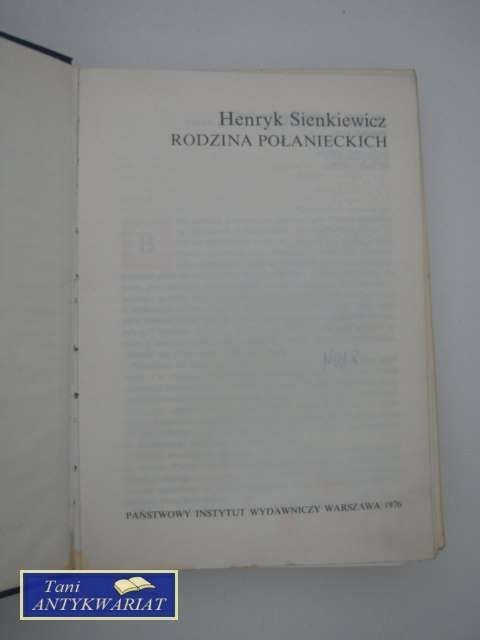 Henryk Sienkiewicz
RODZINA POŁANIECKICH
PAŃSTWOWY INSTYTUT WYDAWNICZY WARSZAWA 1976
Tani
ANTYKWARIAT